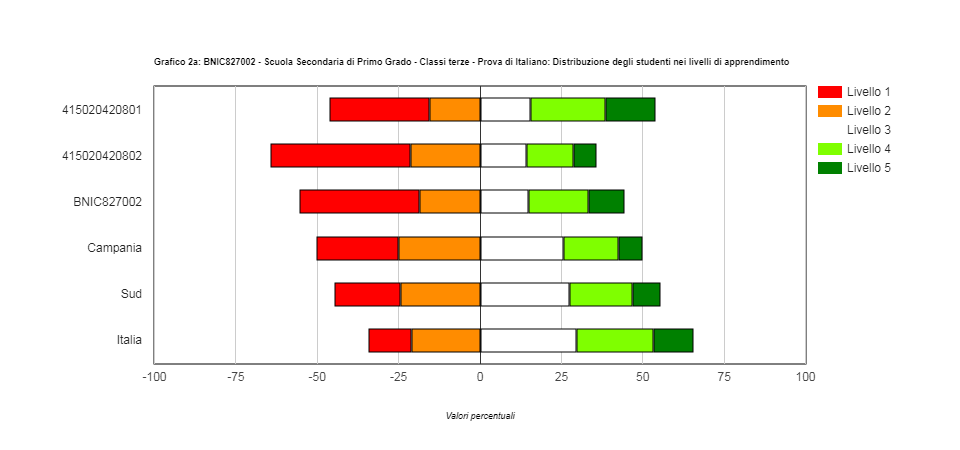 Grafico 2a: BNIC827002 - Scuola Secondaria di Primo Grado - Classi terze - Prova di Italiano: Distribuzione degli studenti nei livelli di apprendimento
415020420801
415020420802
BNIC827002
Campania
Sud
Italia
-100 -75 -50 -25 0 25 50 75 100
Valori percentuali
Livello 1
Livello 2
Livello 3
Livello 4
Livello 5